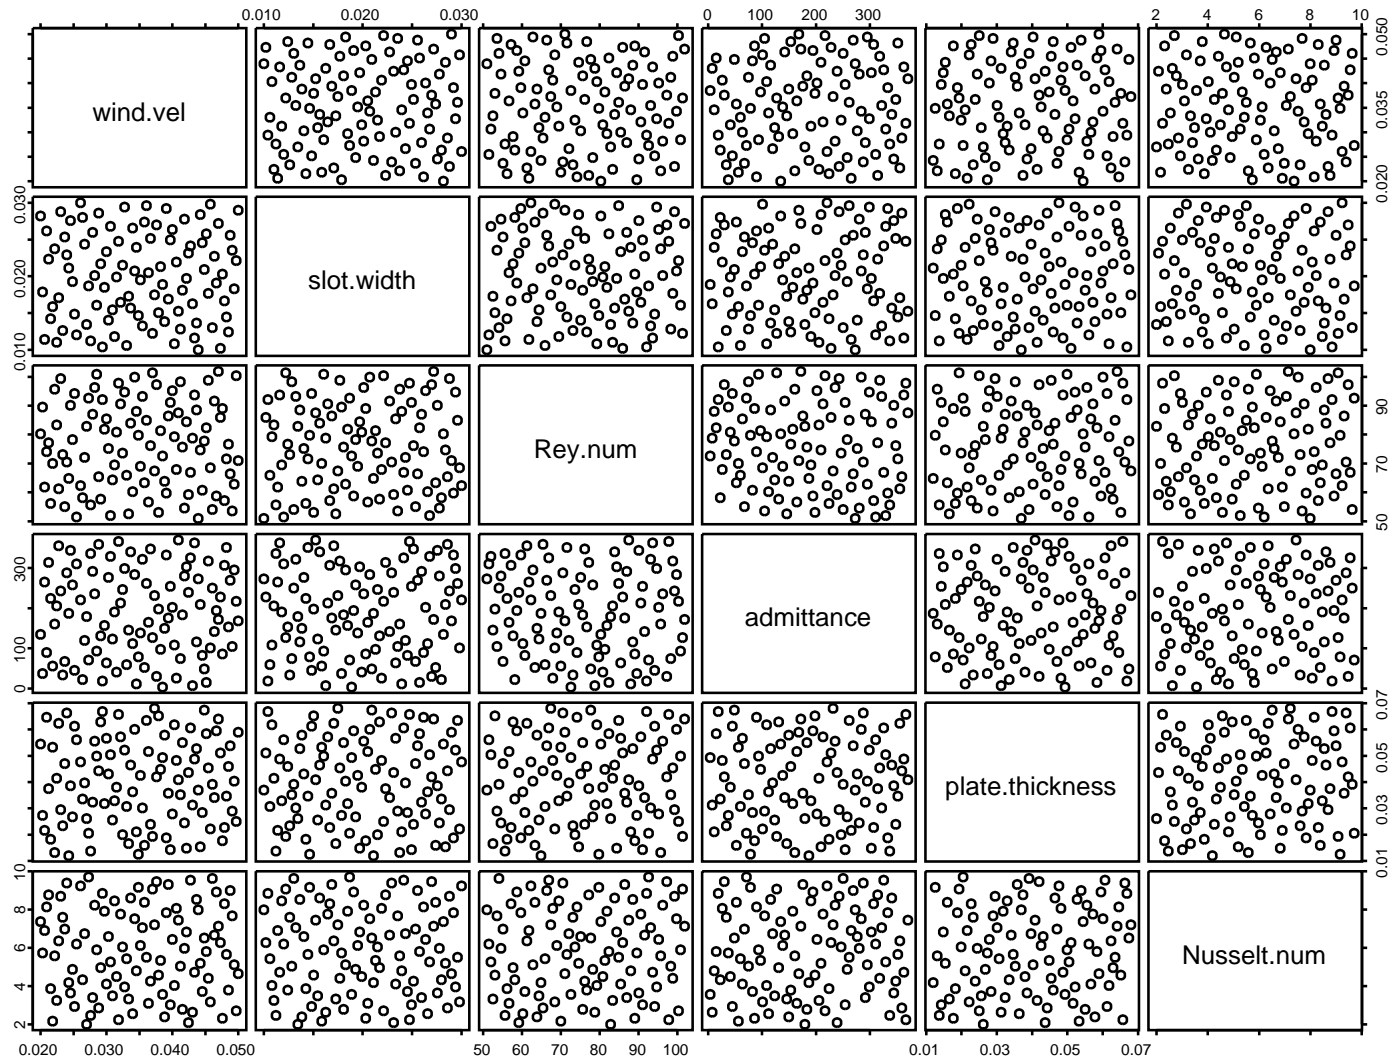 0.010 0.020 0.030 0 100 200 300 2 4 6 8 10
wind.vel
0.020 0.035 0.050
0.010 0.020 0.030
slot.width
Rey.num
50 70 90
0 100 300
admittance
plate.thickness
0.01 0.03 0.05 0.07
2 4 6 8 10
Nusselt.num
0.020 0.030 0.040 0.050 50 60 70 80 90 100 0.01 0.03 0.05 0.07